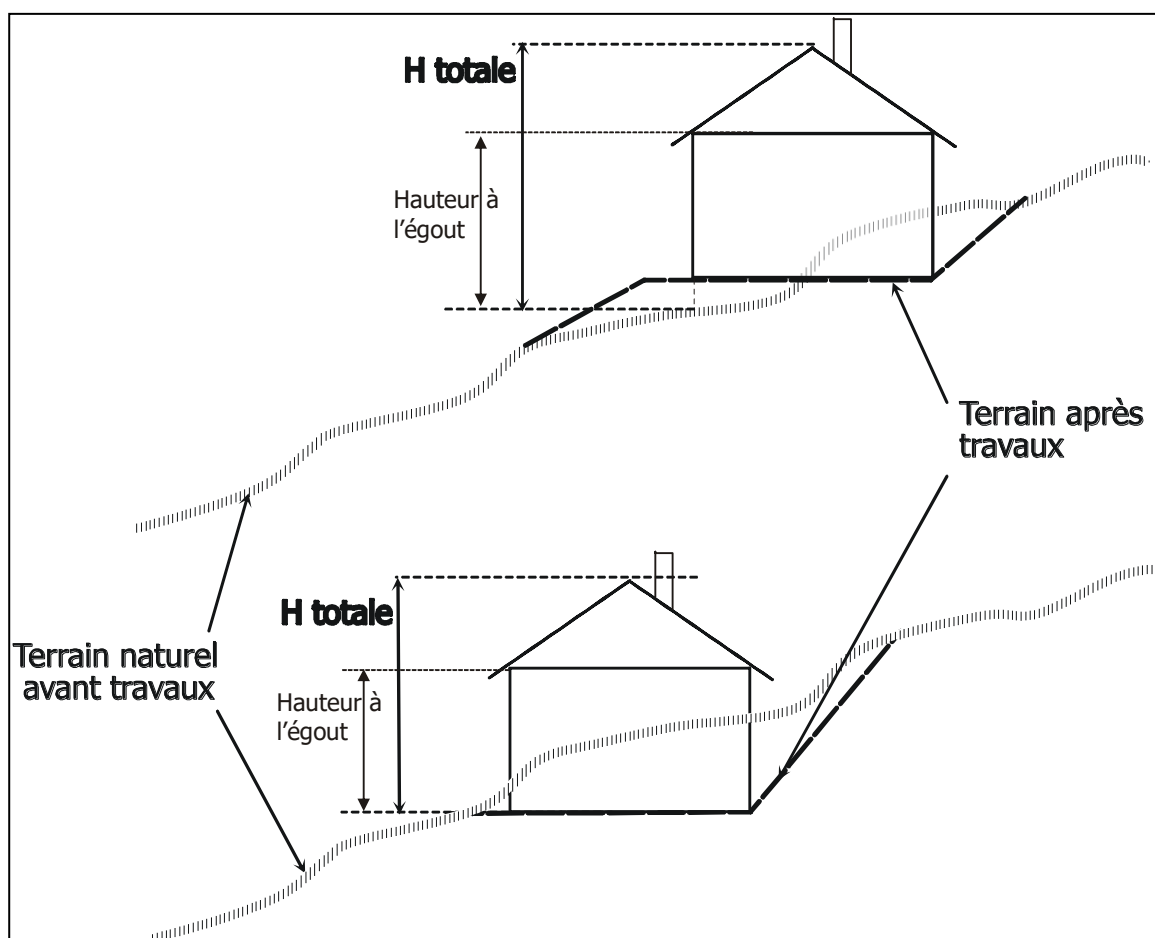 H totale
Hauteur à
l'égout
Terrain après
travaux
H totale
Terrain naturel
avant travaux
Hauteur à
l'égout